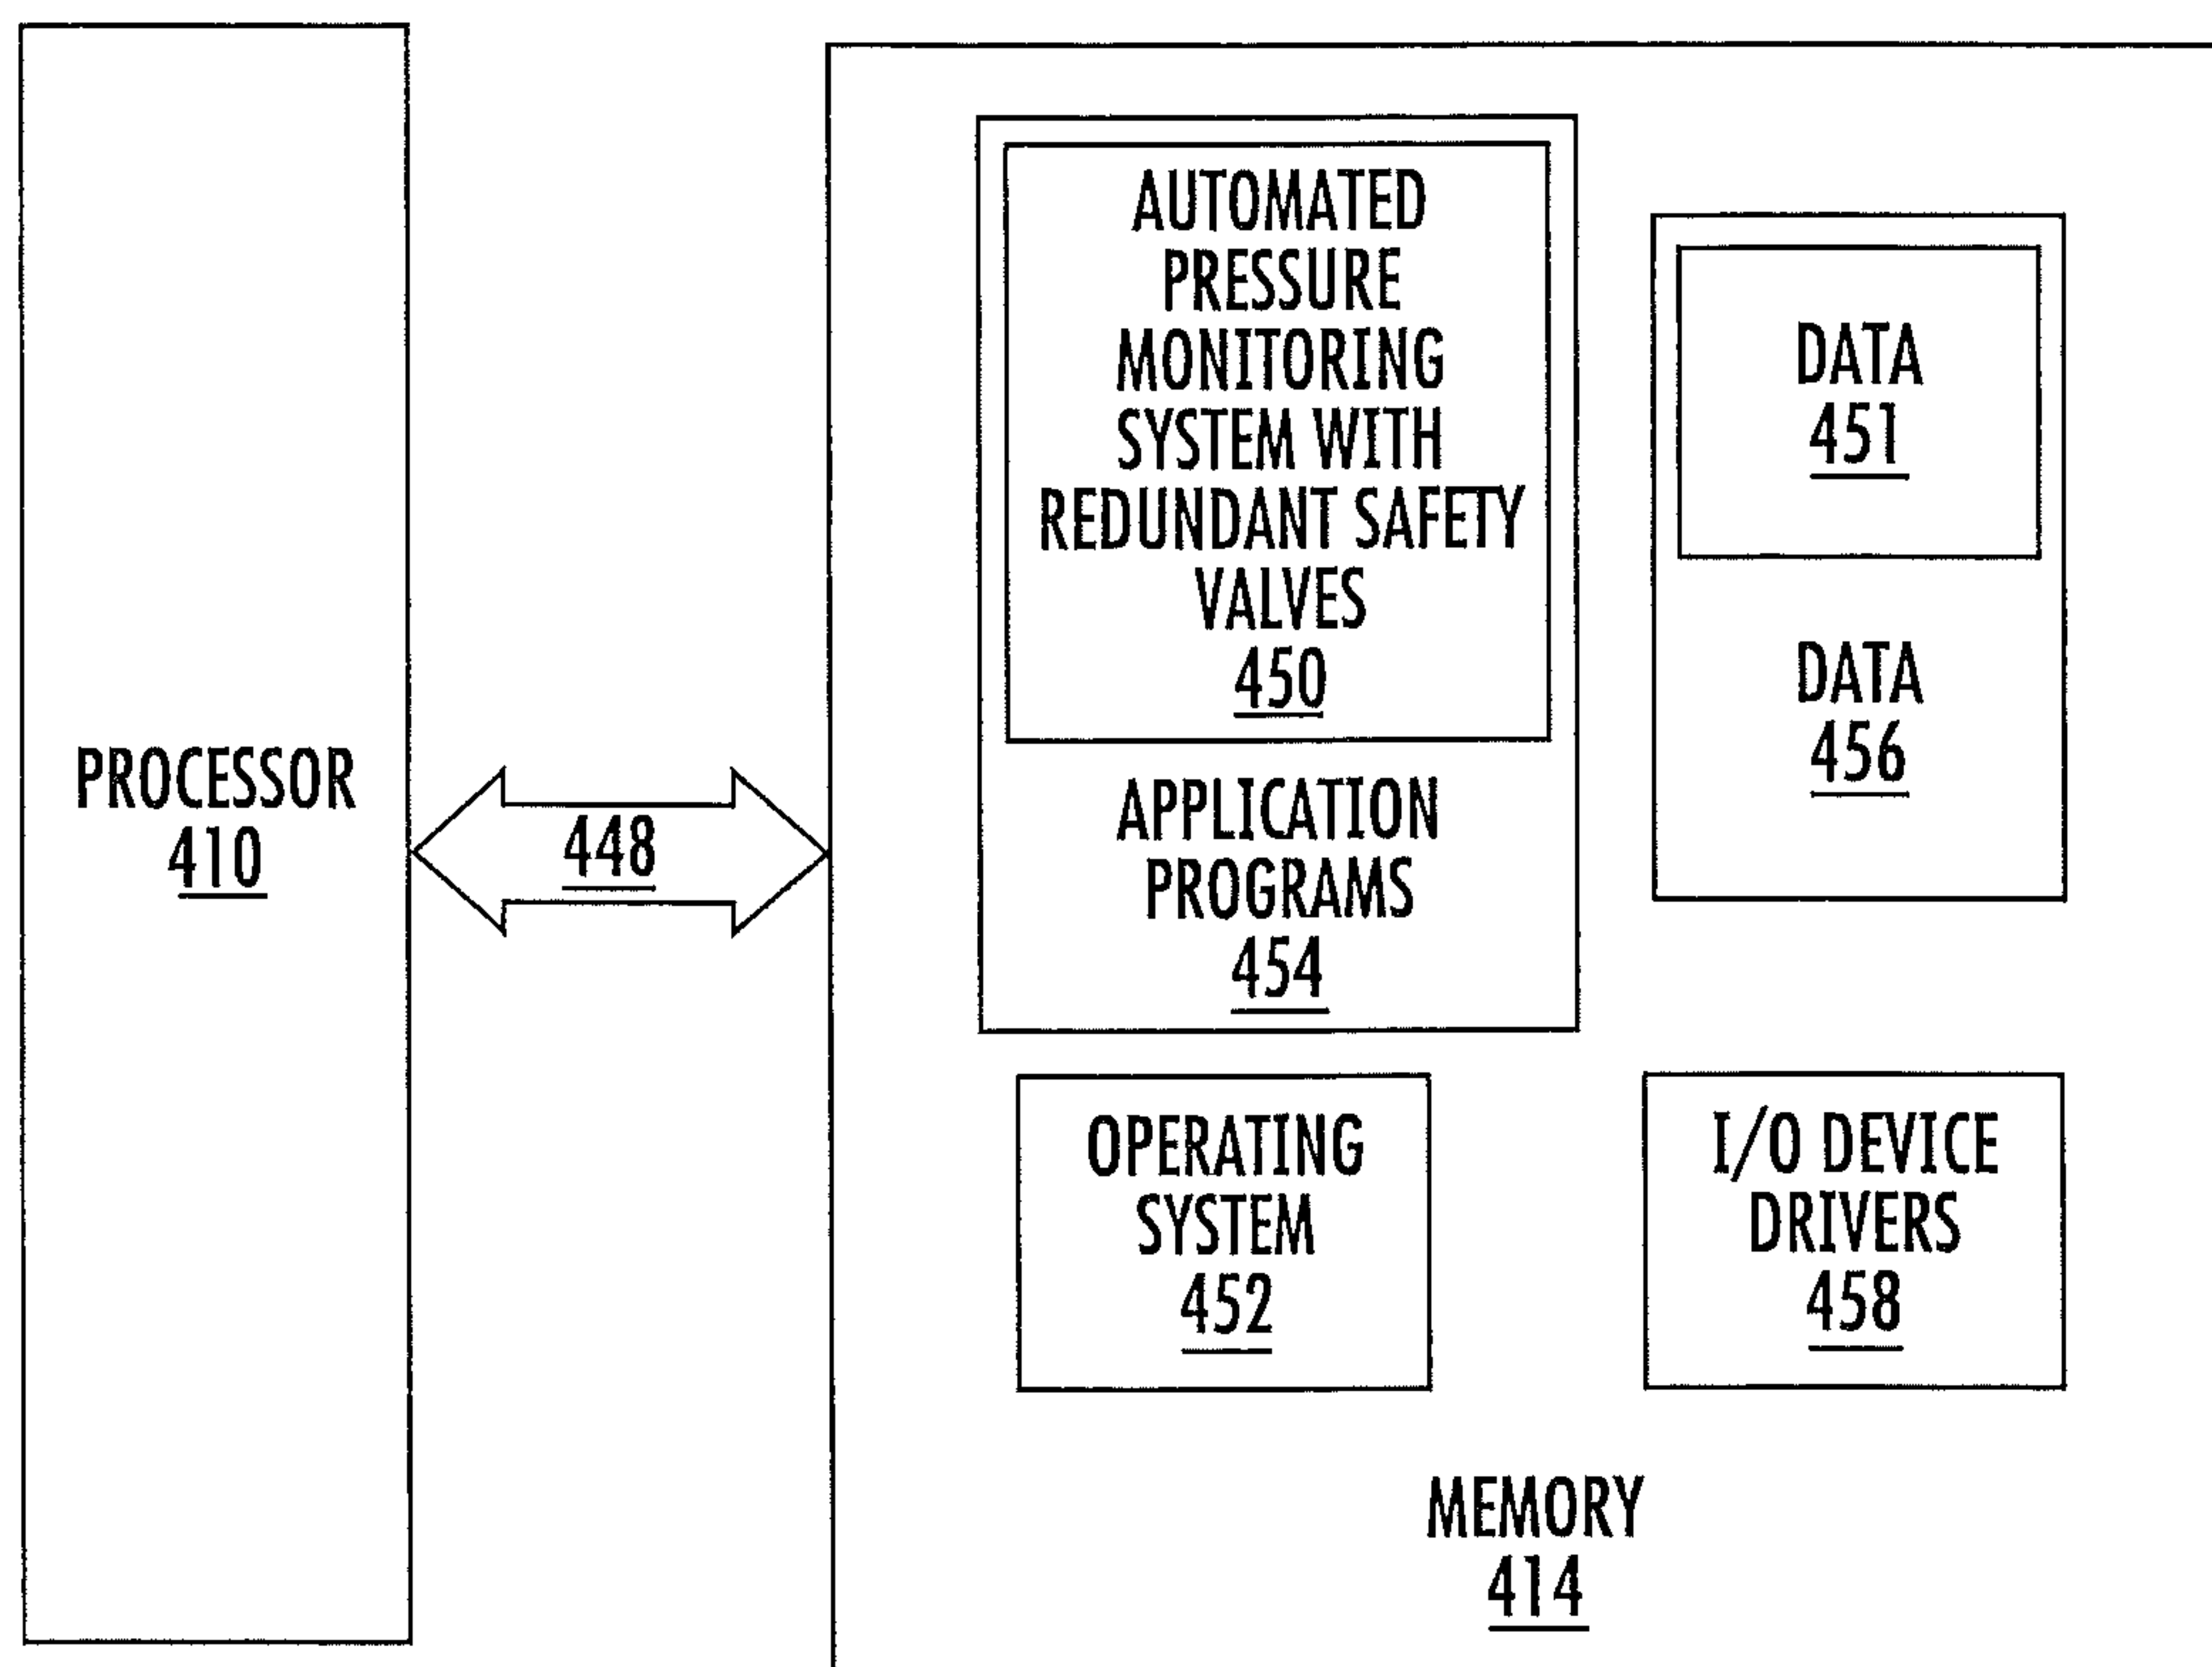 PROCESSOR
410
448
AUTOMATED
PRESSURE
MONITORING
SYSTEM WITH
REDUNDANT SAFETY
VALVES
450
APPLICATION
PROGRAMS
454
DATA
451
DATA
456
OPERATING
SYSTEM
452
I/O DEVICE
DRIVERS
458
MEMORY
414